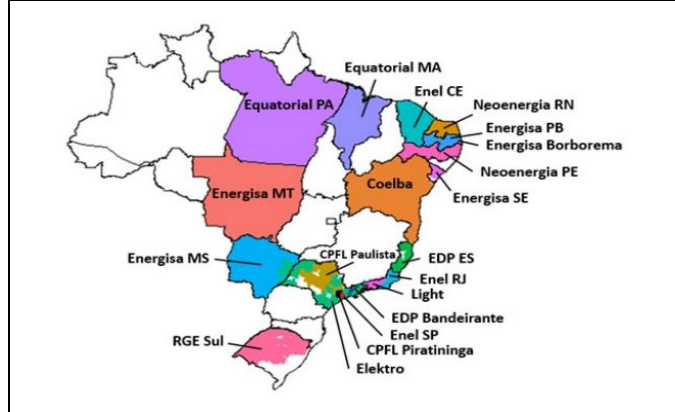 Equatorial MA
Enel CE
Equatorial PA
Neoenergia RN
Energisa PB
Energisa Borborema
Neoenergia PE
Energisa MT
Coelba
Energisa SE
Energisa MS
CPFL Paulista
EDP ES
Enel RJ
Light
EDP Bandeirante
Enel SP
RGE Sul
CPFL Piratininga
Elektro